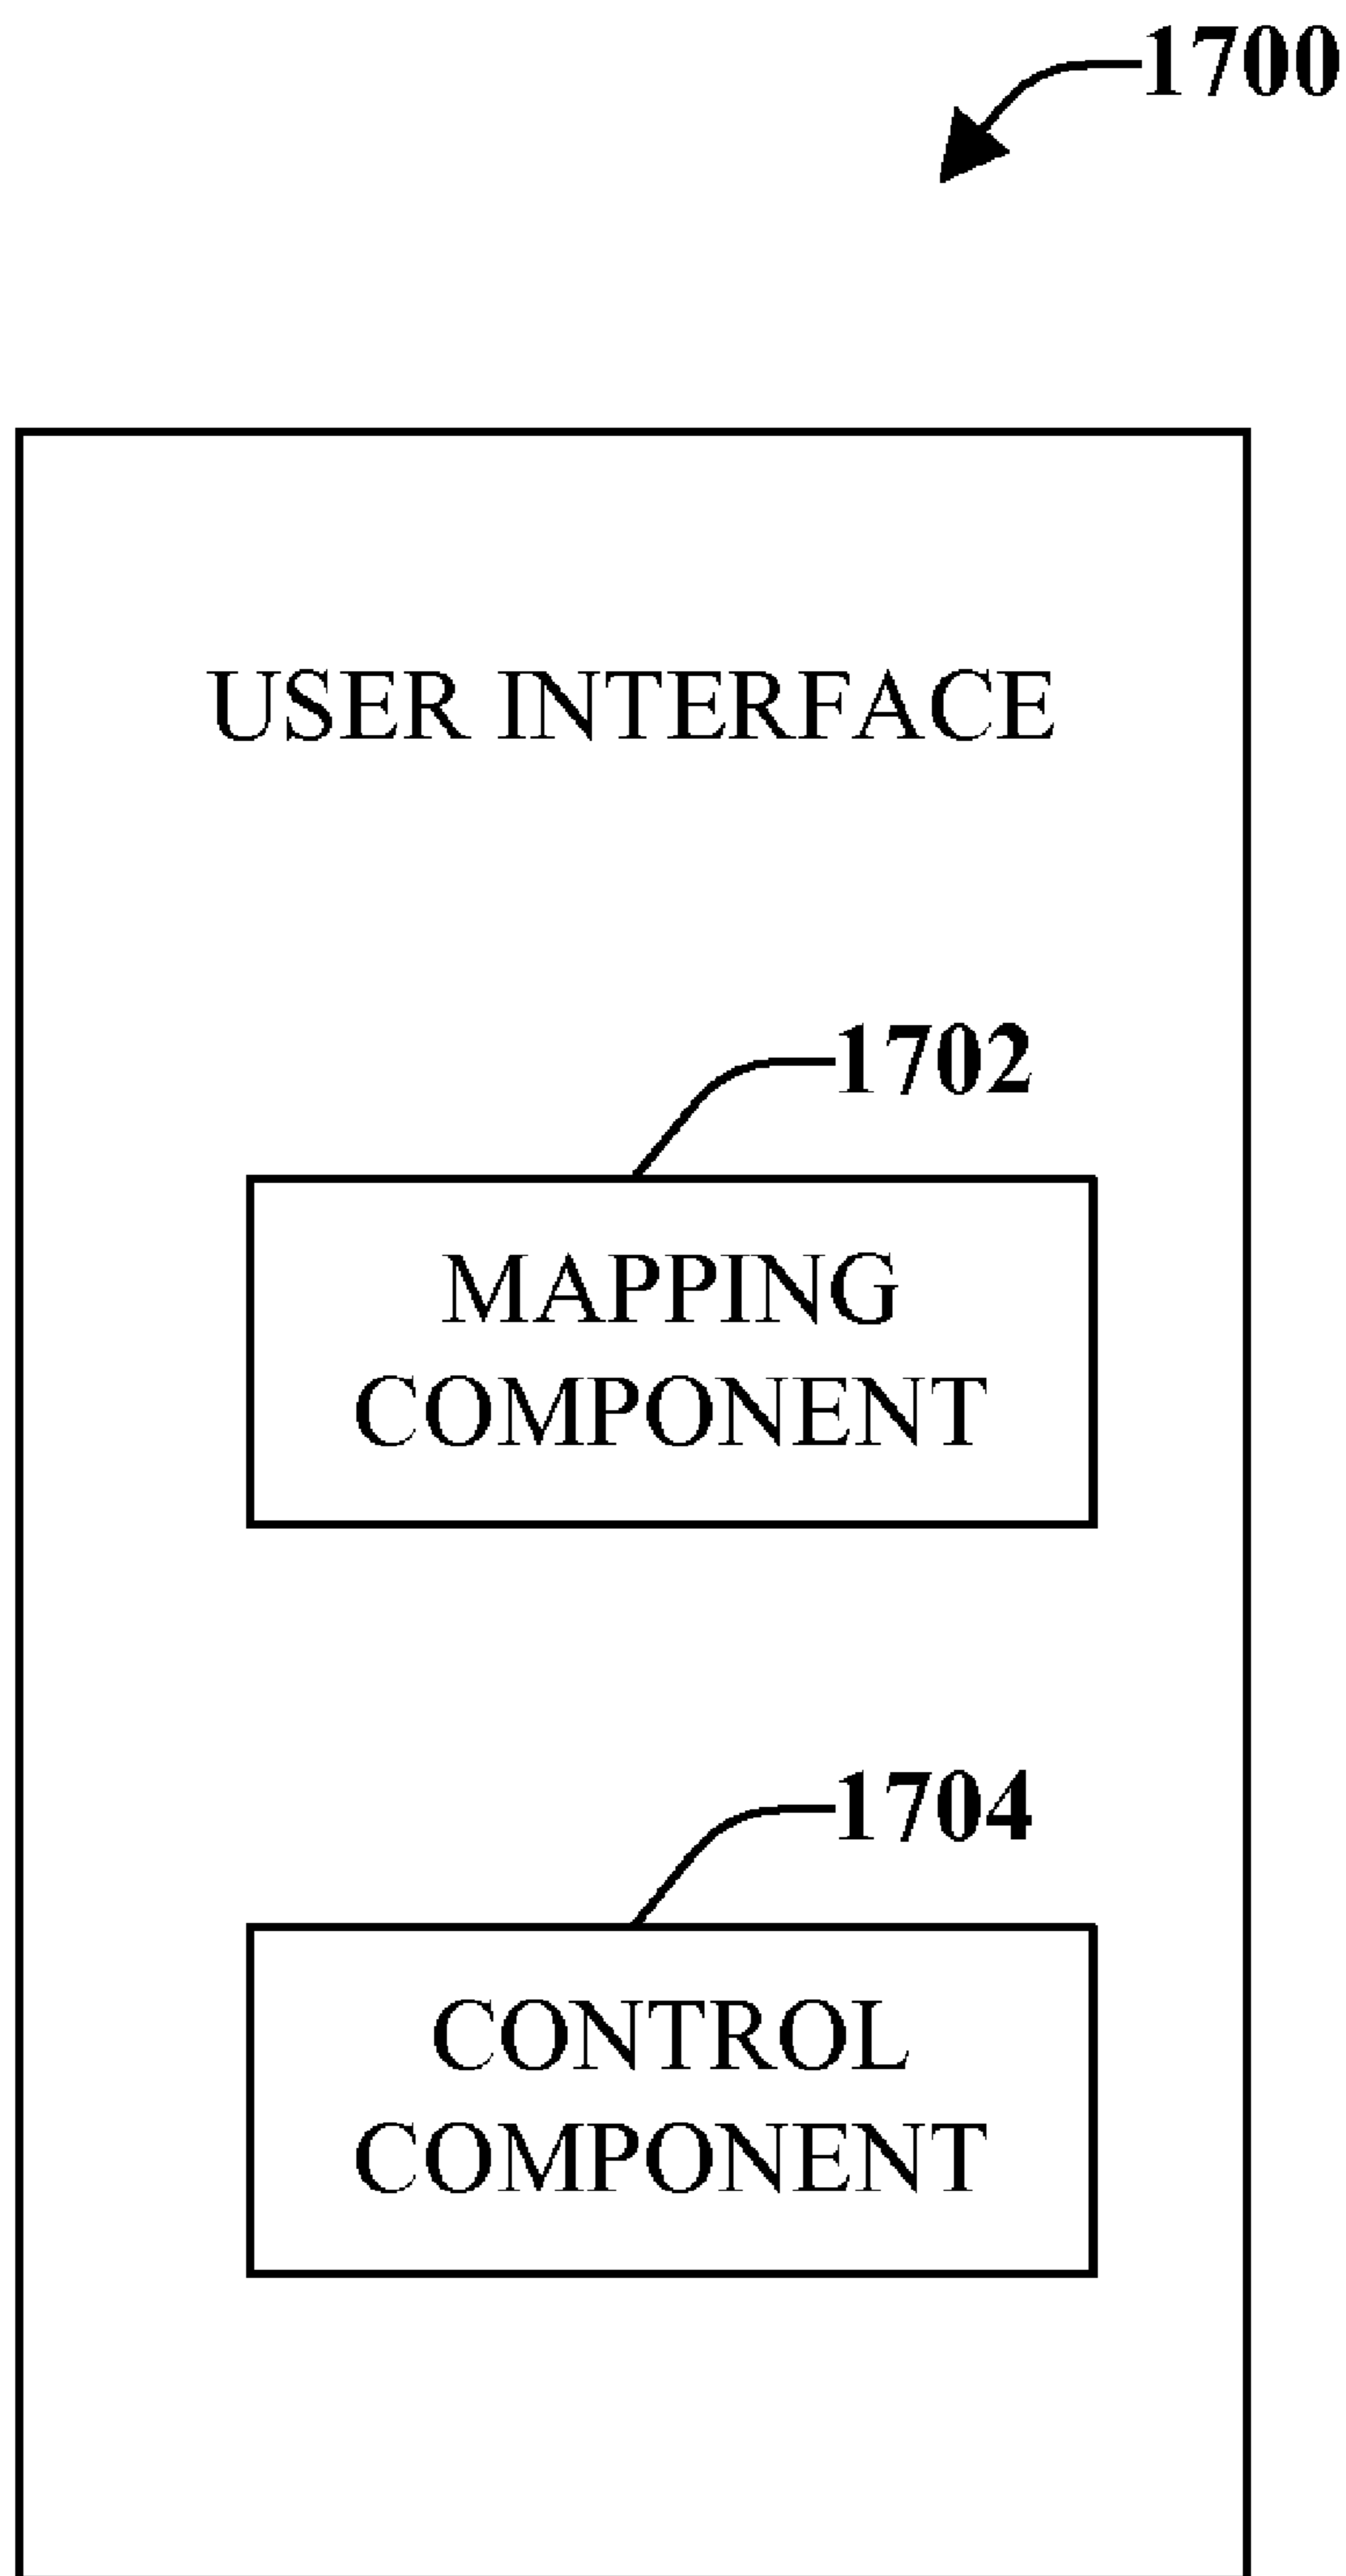 1700
USER INTERFACE
1702
MAPPING
COMPONENT
1704
CONTROL
COMPONENT